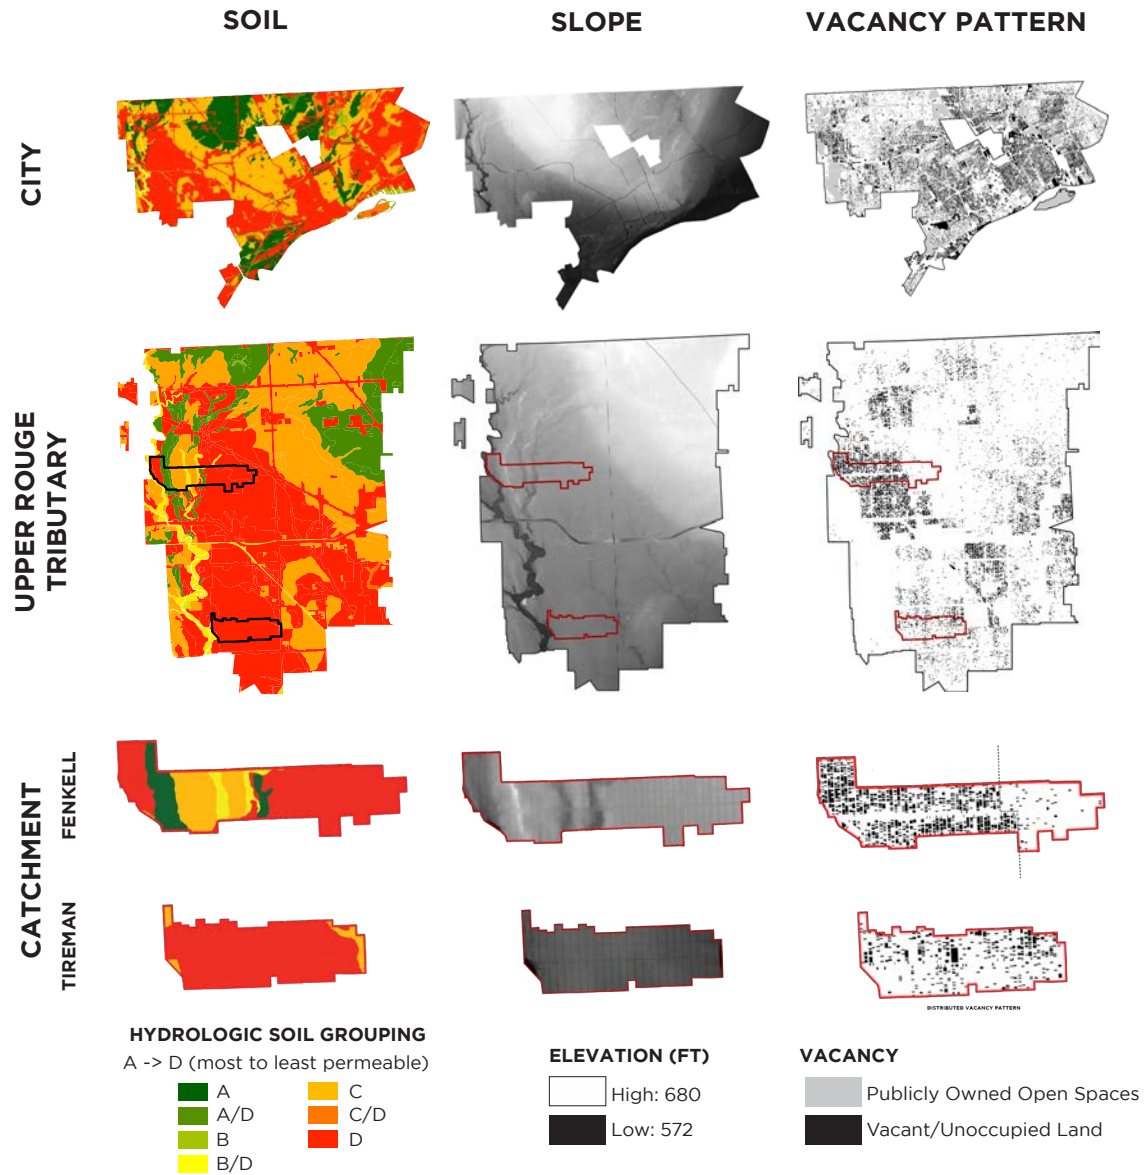 SOIL
SLOPE
VACANCY PATTERN
CITY
UPPER ROUGE
TRIBUTARY
CATCHMENT
FENKELL
TIREMAN
DISTRIBUTED VACANCY PATTERN
HYDROLOGIC SOIL GROUPING
A -> D (most to least permeable)
A
A/D
B
B/D
C
C/D
D
ELEVATION (FT)
High: 680
Low: 572
VACANCY
Publicly Owned Open Spaces
Vacant/Unoccupied Land